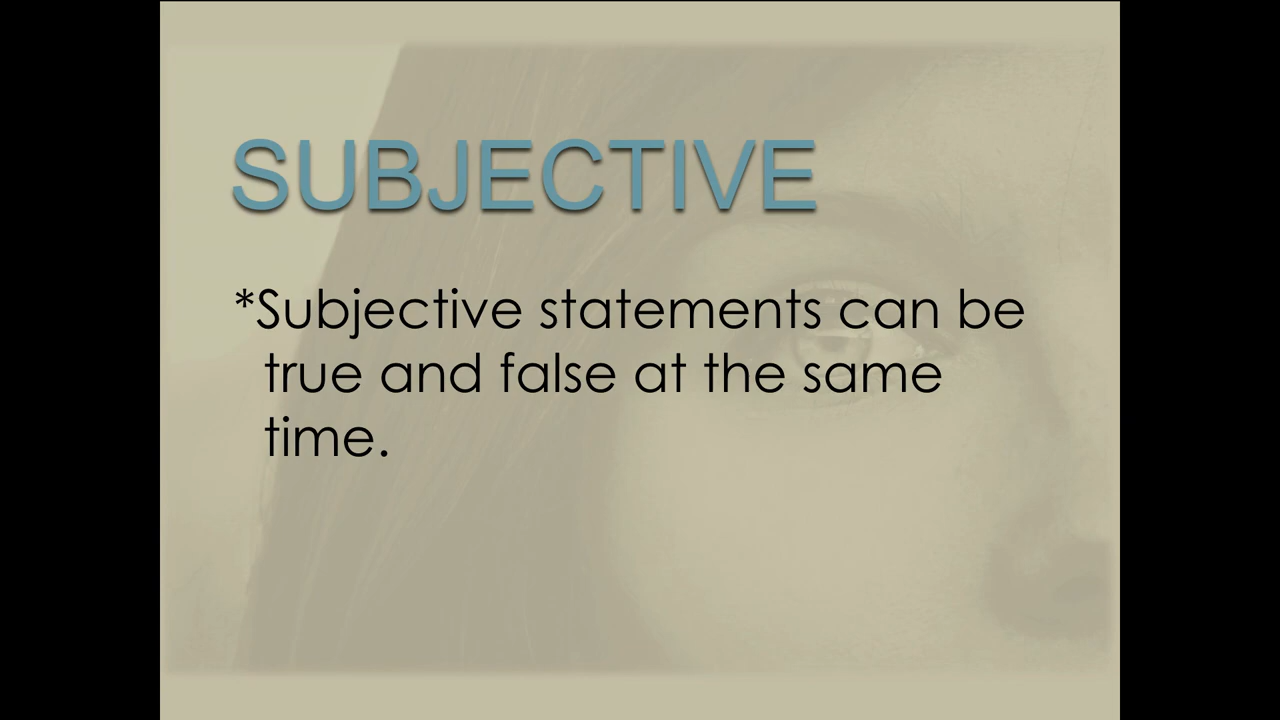 SUBJECTIVE
*Subjective statements can be
true and false at the same
time.